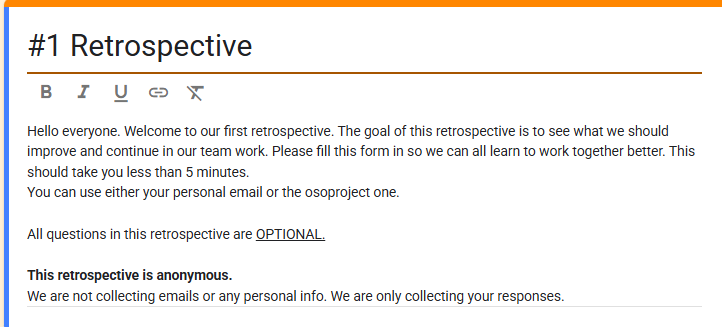 #1 Retrospective
B I U
Hello everyone. Welcome to our first retrospective. The goal of this retrospective is to see what we should
improve and continue in our team work. Please fill this form in so we can all learn to work together better. This
should take you less than 5 minutes.
You can use either your personal email or the osoproject one.
All questions in this retrospective are OPTIONAL.
This retrospective is anonymous.
We are not collecting emails or any personal info. We are only collecting your responses.